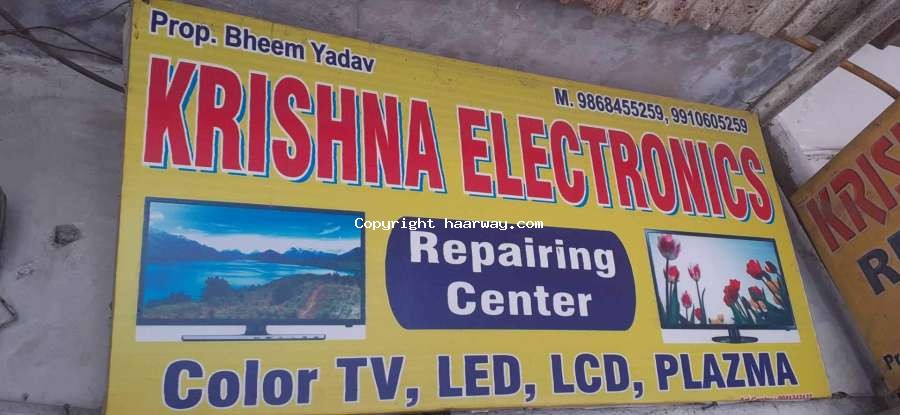 Prop. Bheem Yadav
M. 9868455259, 9910605259
KRISHNA ELECTRONICS
Copyright haarway.com
Repairing
Center
Color TV, LED, LCD, PLAZMA